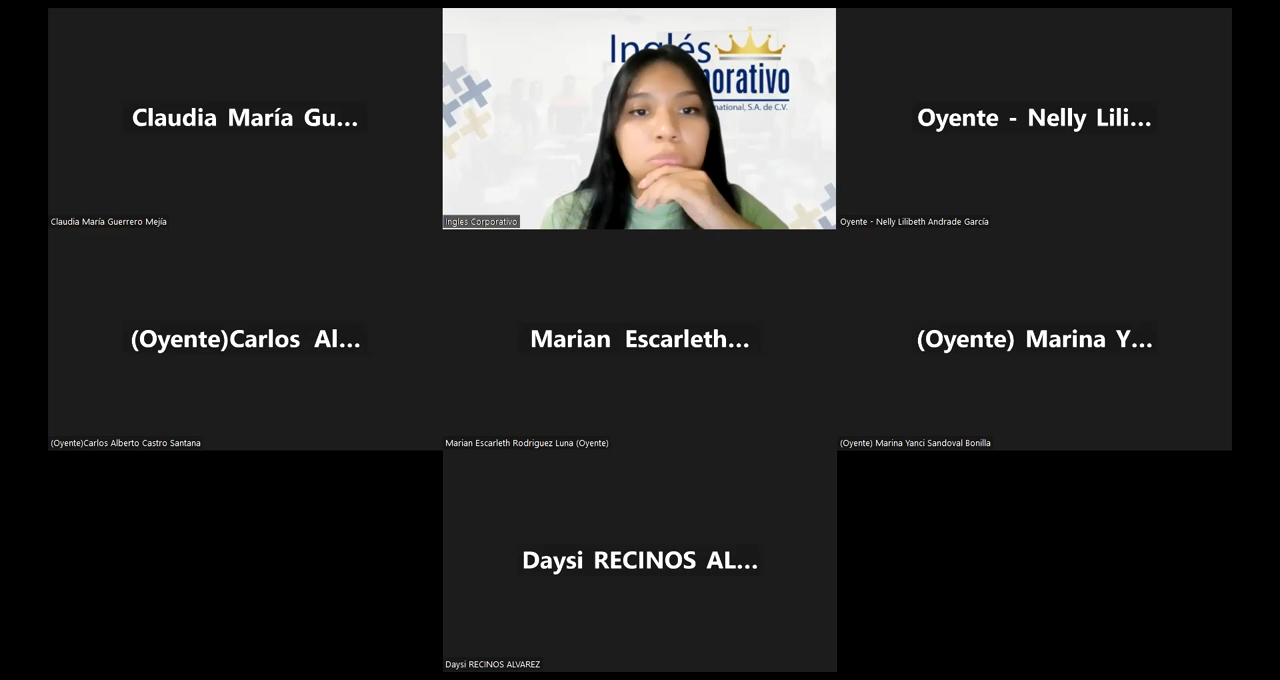 Claudia María Gu...
Claudia María Guerrero Mejía
Inglés
orativo
national, S.A. de C.V.
Ingles Corporativo
Oyente - Nelly Lili...
Oyente - Nelly Lilibeth Andrade García
(Oyente)Carlos Al...
(Oyente)Carlos Alberto Castro Santana
Marian Escarleth...
Marian Escarleth Rodriguez Luna (Oyente)
(Oyente) Marina Y...
(Oyente) Marina Yanci Sandoval Bonilla
Daysi RECINOS AL...
Daysi RECINOS ALVAREZ